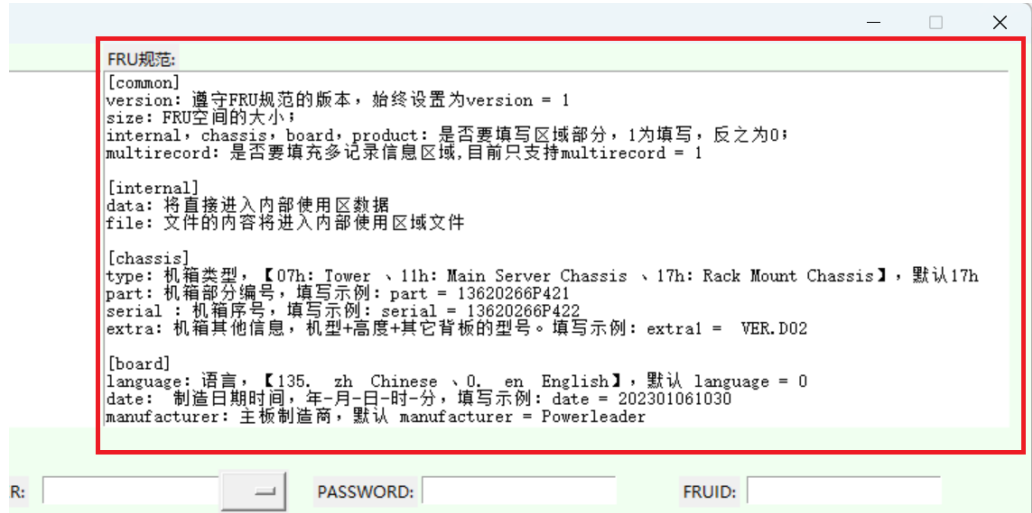 FRU规范:
[common]
version: 遵守FRU规范的版本，始终设置为version = 1
size: FRU空间的大小；
internal，chassis，board，product: 是否要填写区域部分，1为填写，反之为0；
multirecord: 是否要填充多记录信息区域,目前只支持multirecord = 1
[internal]
data: 将直接进入内部使用区数据
file: 文件的内容将进入内部使用区域文件
[chassis]
type: 机箱类型，【07h: Tower 、11h: Main Server Chassis 、17h: Rack Mount Chassis】，默认17h
part: 机箱部分编号，填写示例: part = 13620266P421
serial : 机箱序号，填写示例: serial = 13620266P422
extra: 机箱其他信息，机型+高度+其它背板的型号。填写示例: extra1 =  VER.D02
[board]
language: 语言，【135.  zh  Chinese 、0.  en  English】，默认 language = 0
date:  制造日期时间，年-月-日-时-分，填写示例: date = 202301061030
manufacturer: 主板制造商，默认 manufacturer = Powerleader
R: PASSWORD: FRUID: